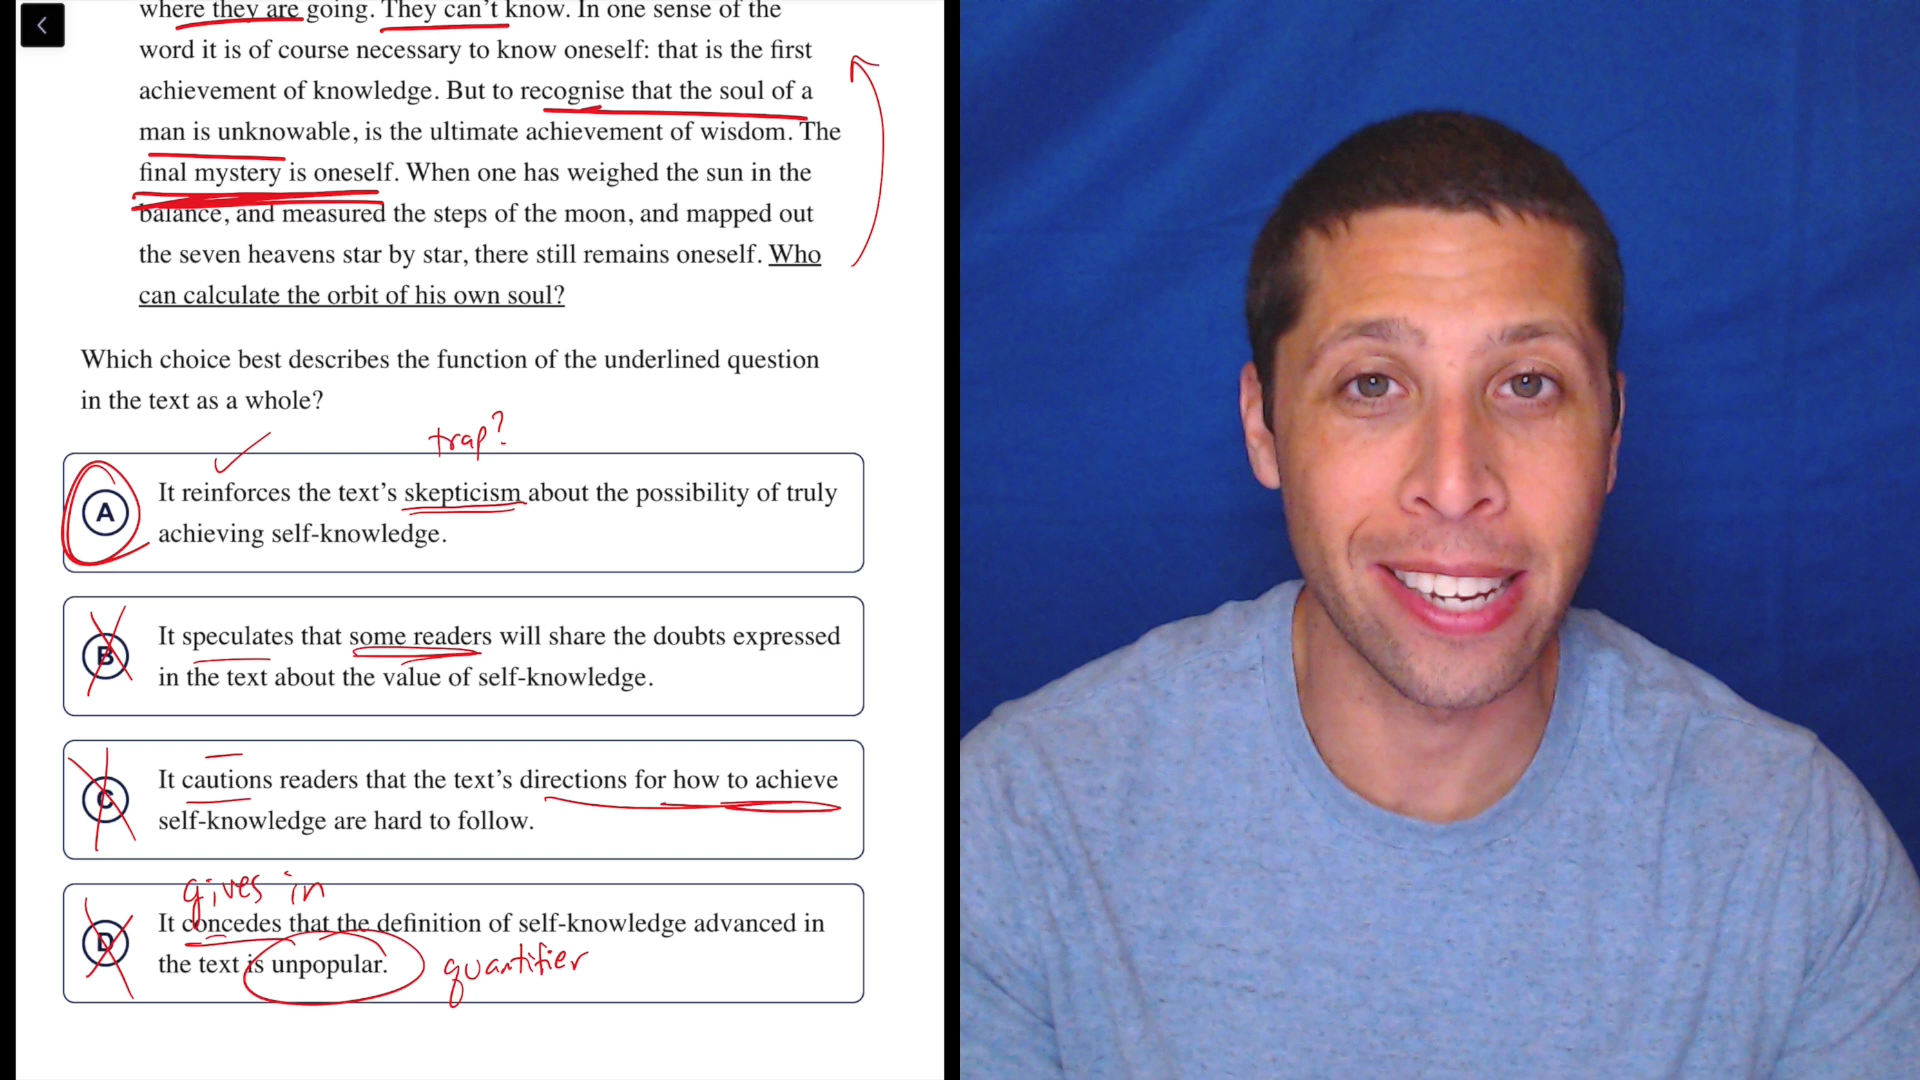 where they are going. They can't know. In one sense of the
word it is of course necessary to know oneself: that is the first
achievement of knowledge. But to recognise that the soul of a
man is unknowable, is the ultimate achievement of wisdom. The
final mystery is oneself. When one has weighed the sun in the
balance, and measured the steps of the moon, and mapped out
the seven heavens star by star, there still remains oneself. Who
can calculate the orbit of his own soul?
Which choice best describes the function of the underlined question
in the text as a whole?
trap?
A It reinforces the text's skepticism about the possibility of truly
achieving self-knowledge.
B It speculates that some readers will share the doubts expressed
in the text about the value of self-knowledge.
C It cautions readers that the text's directions for how to achieve
self-knowledge are hard to follow.
gives in
D It concedes that the definition of self-knowledge advanced in
the text is unpopular.
quantifier